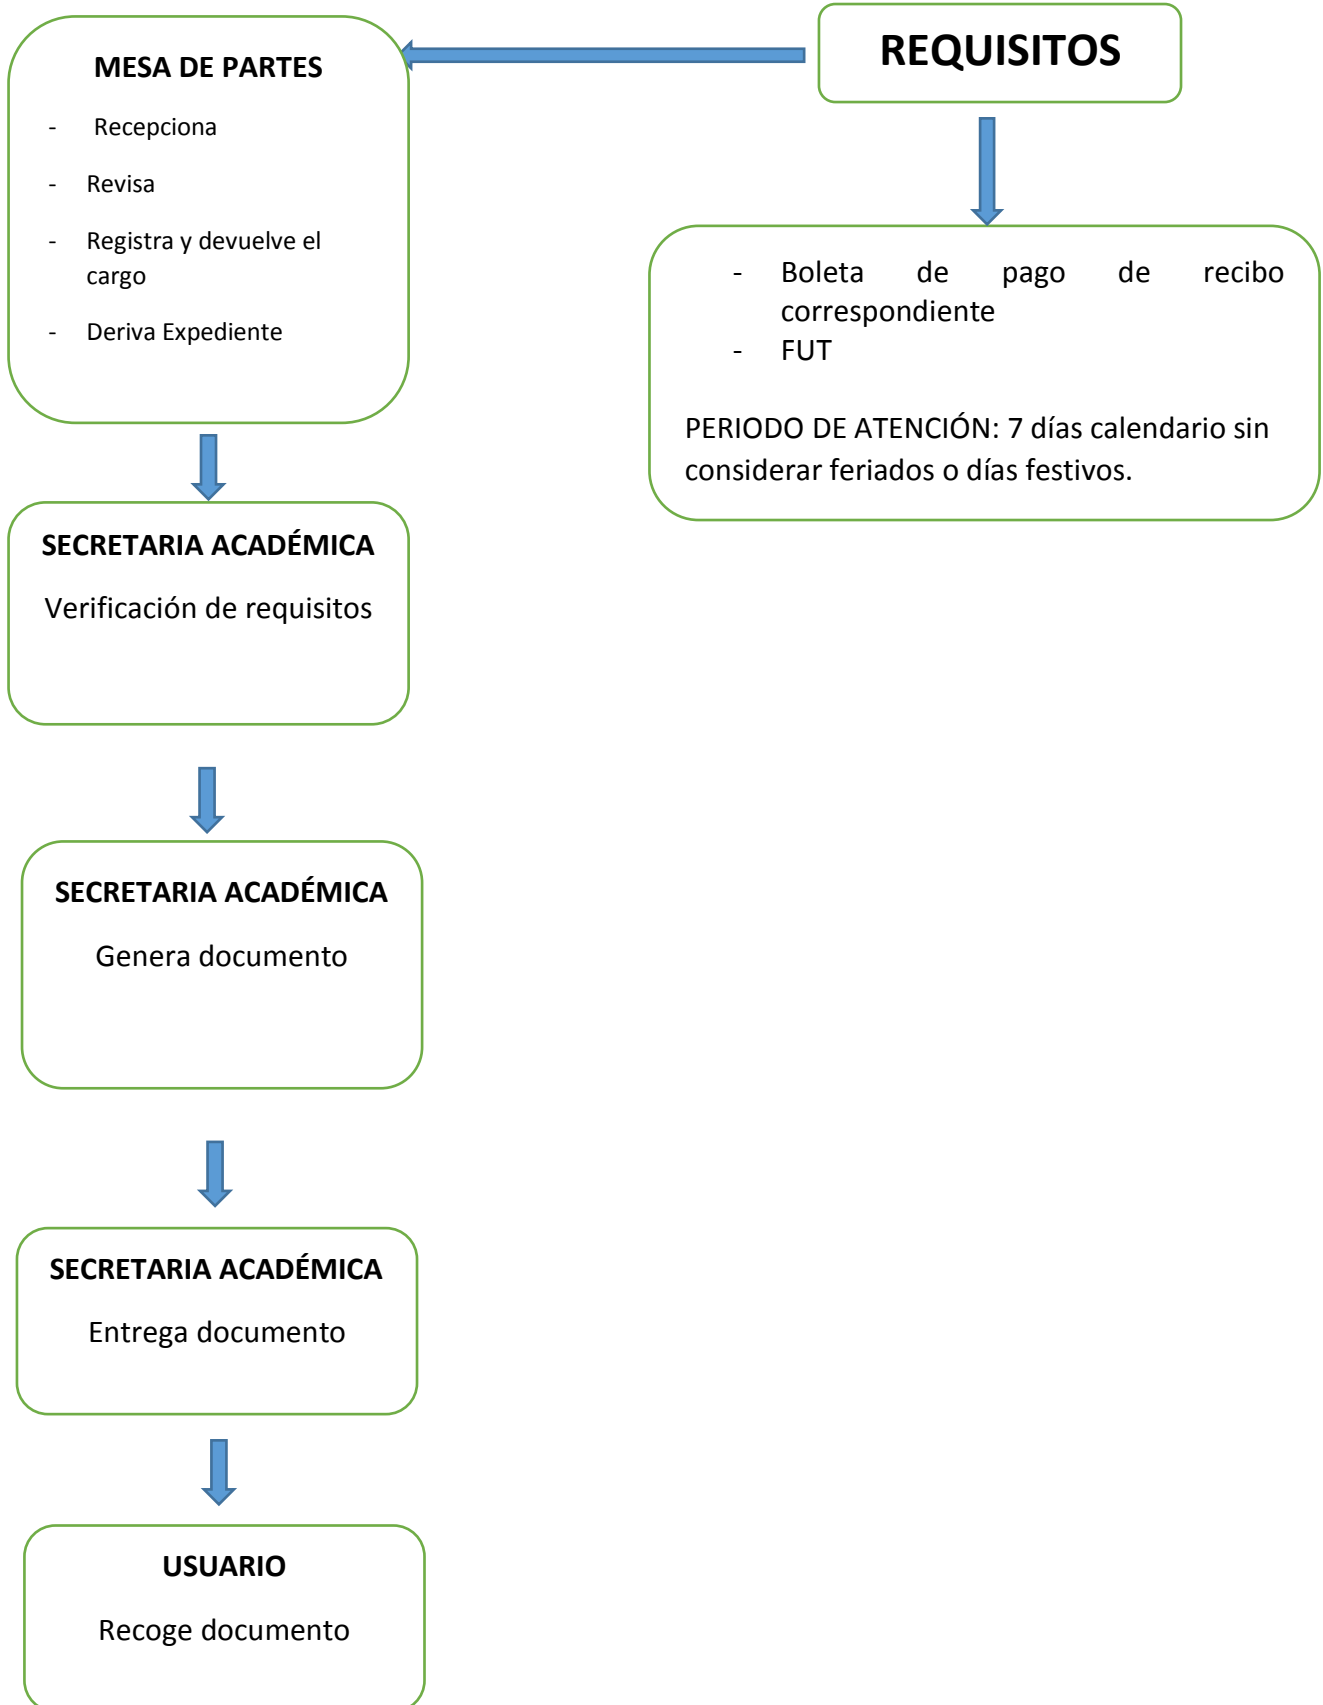 REQUISITOS
MESA DE PARTES
- Recepciona
- Revisa
- Registra y devuelve el
cargo
- Deriva Expediente
- Boleta de pago de recibo
correspondiente
- FUT
PERIODO DE ATENCIÓN: 7 días calendario sin
considerar feriados o días festivos.
SECRETARIA ACADÉMICA
Verificación de requisitos
SECRETARIA ACADÉMICA
Genera documento
SECRETARIA ACADÉMICA
Entrega documento
USUARIO
Recoge documento